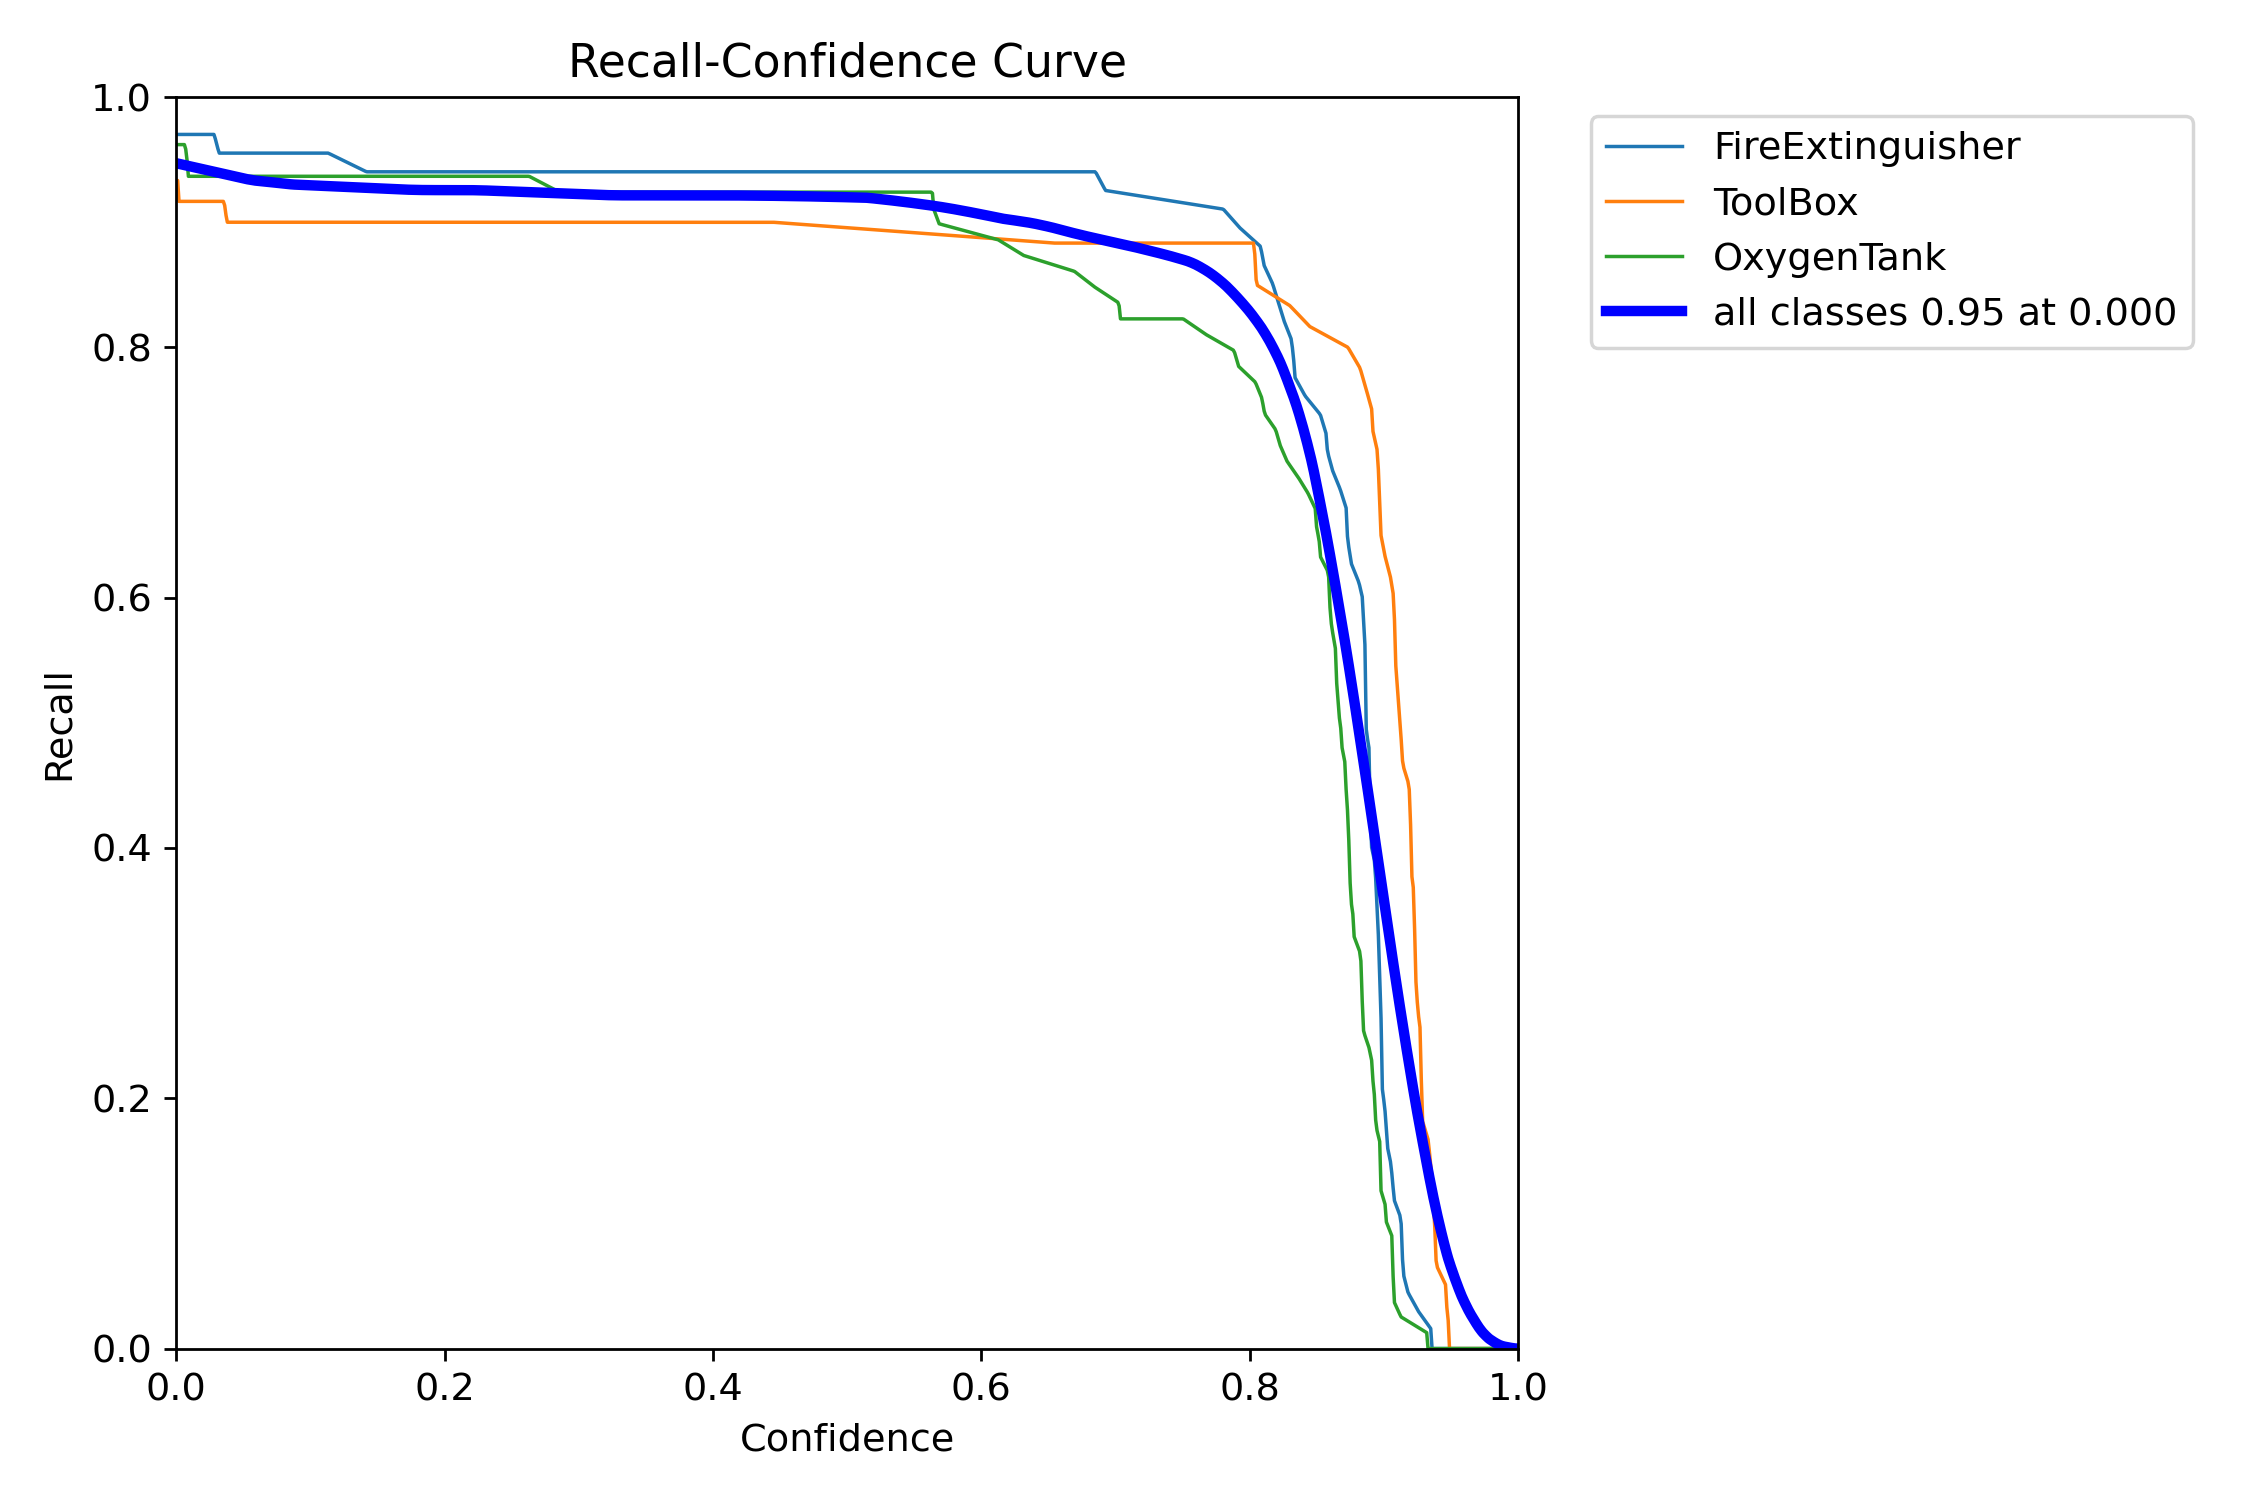 Recall-Confidence Curve
1.0
0.8
0.6
0.4
0.2
0.0
Recall
0.0 0.2 0.4 0.6 0.8 1.0
Confidence
FireExtinguisher
ToolBox
OxygenTank
all classes 0.95 at 0.000